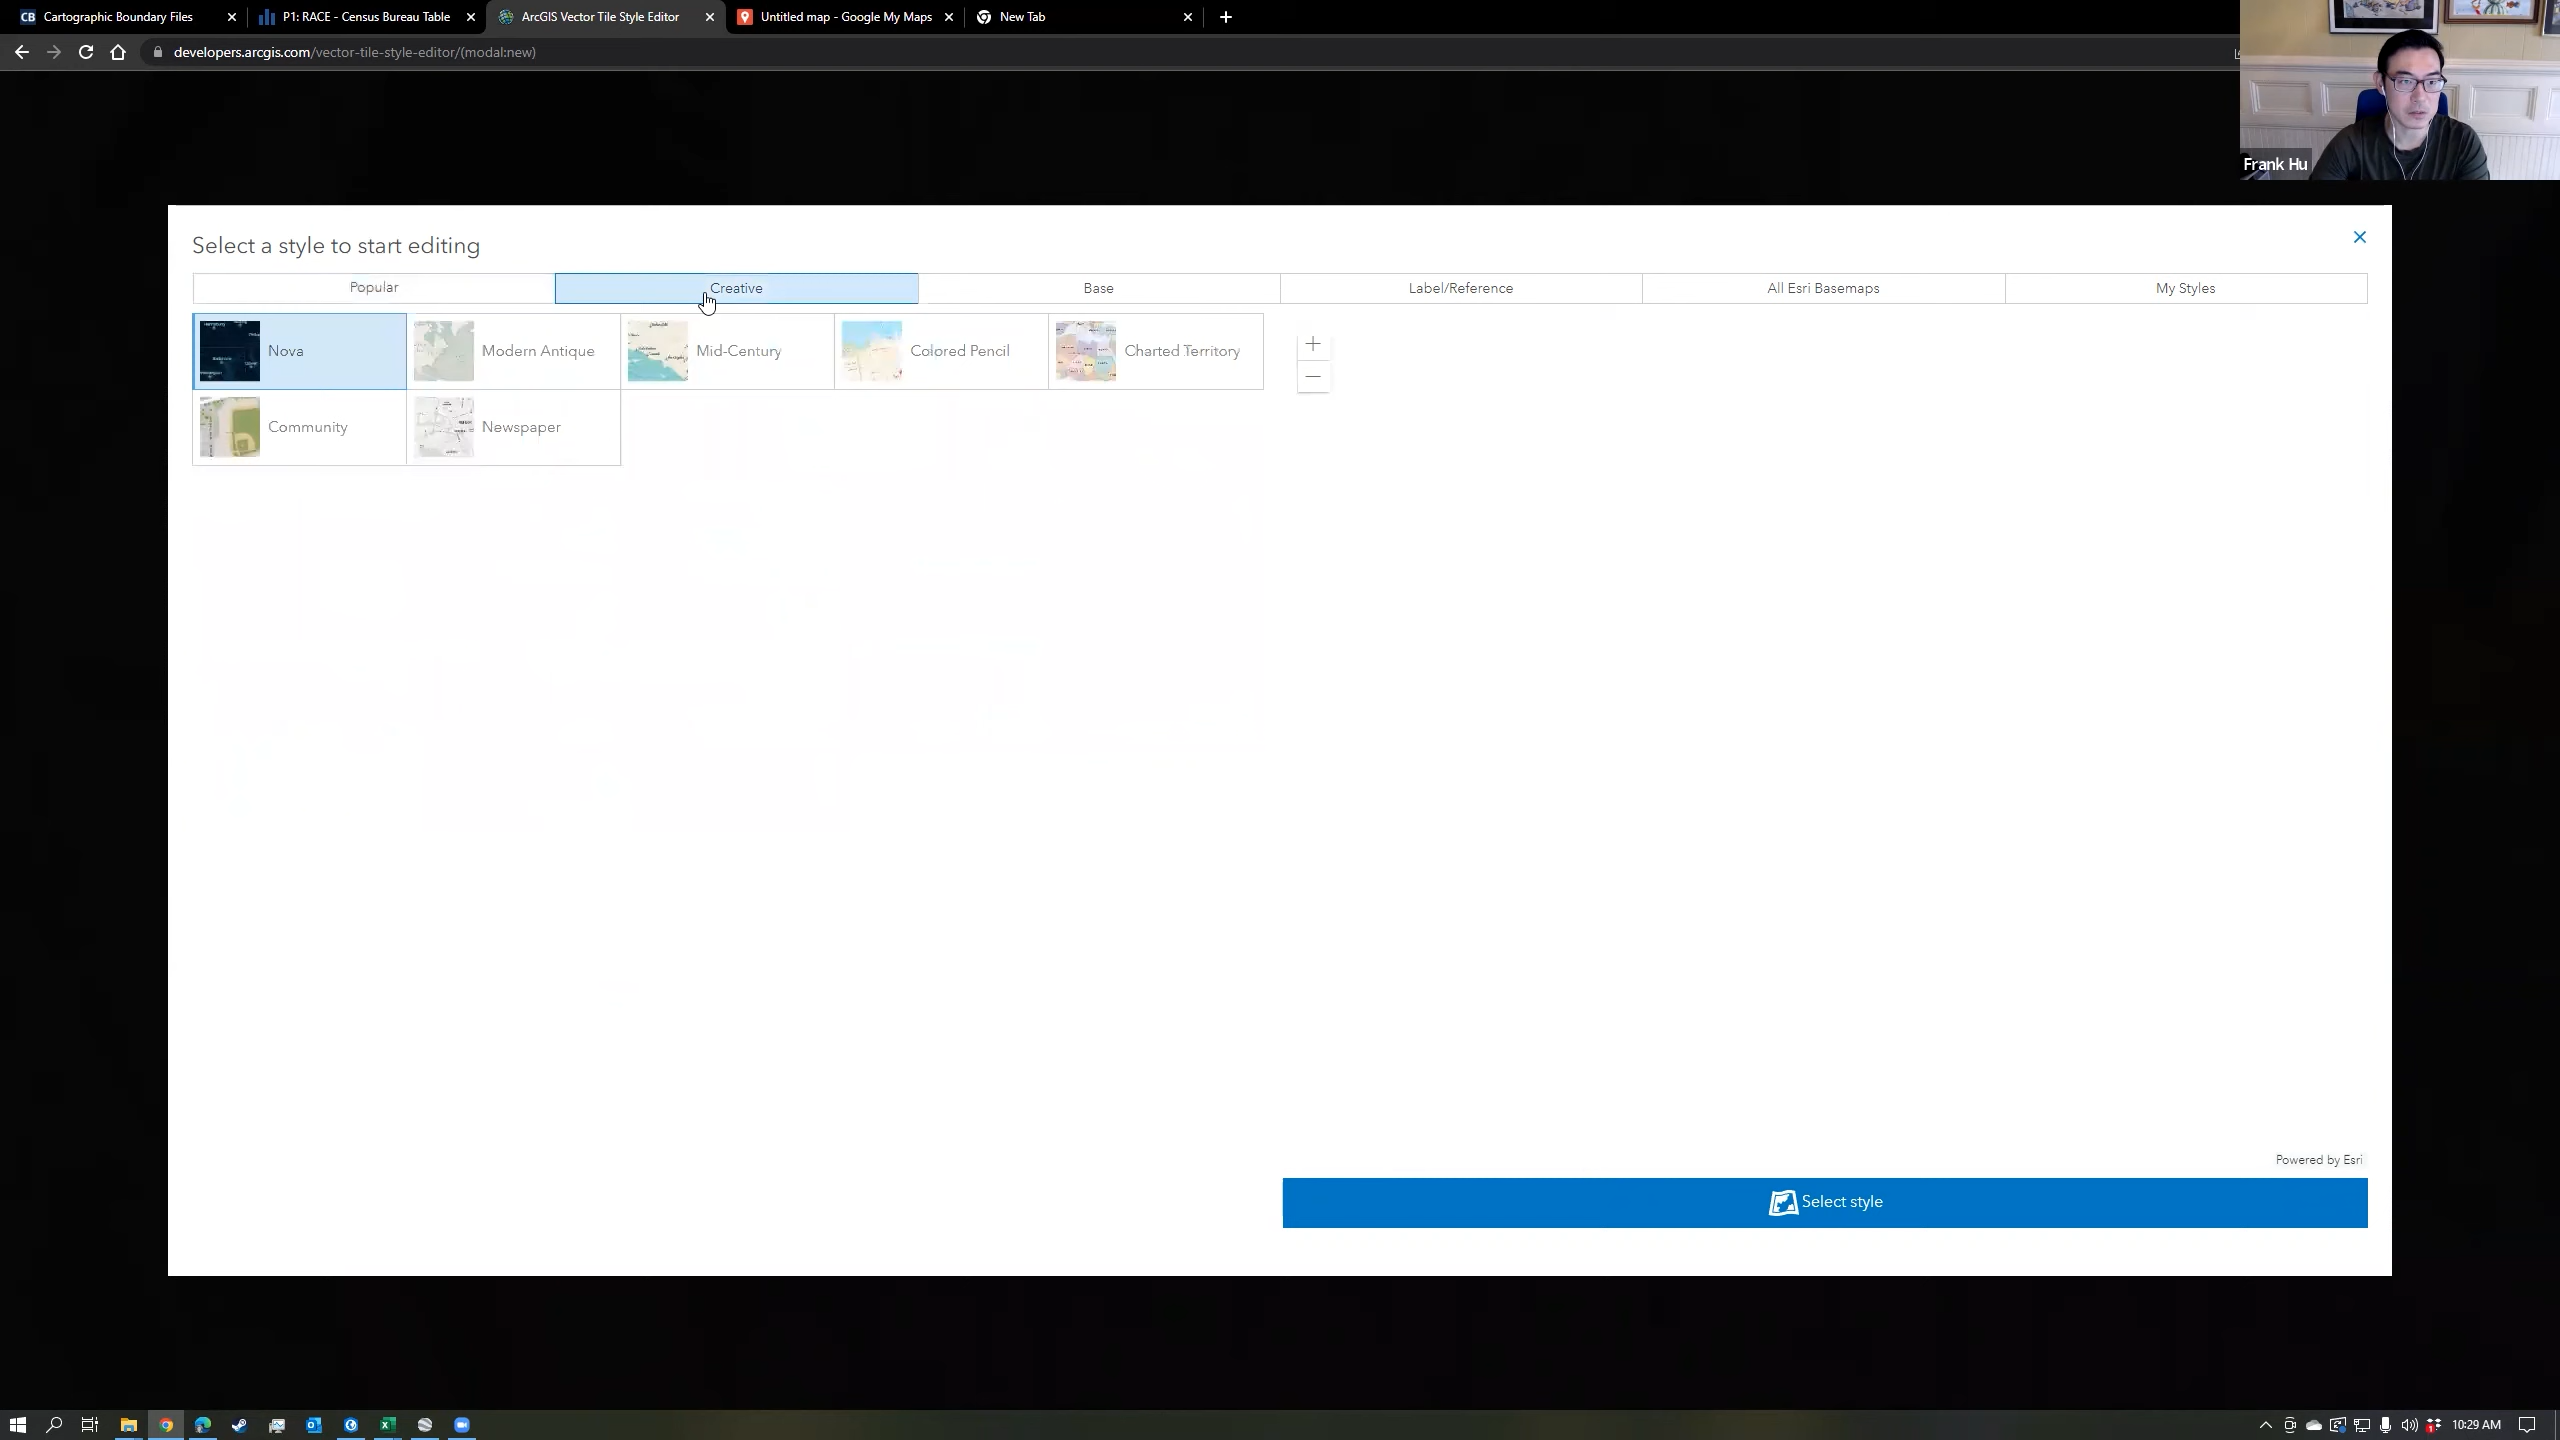 CB Cartographic Boundary Files
P1: RACE - Census Bureau Table
ArcGIS Vector Tile Style Editor
Untitled map - Google My Maps
New Tab
developers.arcgis.com/vector-tile-style-editor/(modal:new)
Frank Hu
Select a style to start editing
Popular
Creative
Base
Label/Reference
All Esri Basemaps
My Styles
Nova
Modern Antique
Mid-Century
Colored Pencil
Charted Territory
Community
Newspaper
Powered by Esri
Select style
10:29 AM